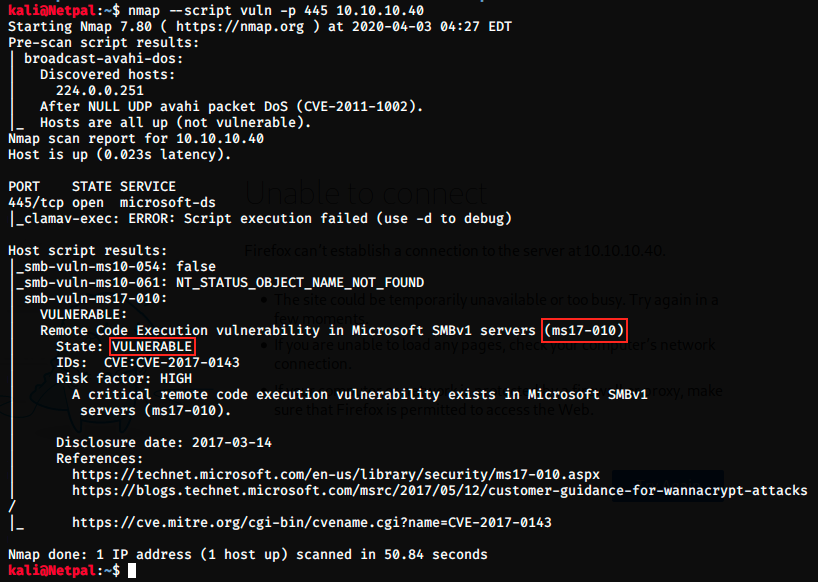 kali@Netpal:~$ nmap --script vuln -p 445 10.10.10.40
Starting Nmap 7.80 ( https://nmap.org ) at 2020-04-03 04:27 EDT
Pre-scan script results:
| broadcast-avahi-dos:
|   Discovered hosts:
|     224.0.0.251
|   After NULL UDP avahi packet DoS (CVE-2011-1002).
|_  Hosts are all up (not vulnerable).
Nmap scan report for 10.10.10.40
Host is up (0.023s latency).
PORT    STATE SERVICE
445/tcp open  microsoft-ds
|_clamav-exec: ERROR: Script execution failed (use -d to debug)
Host script results:
|_smb-vuln-ms10-054: false
|_smb-vuln-ms10-061: NT_STATUS_OBJECT_NAME_NOT_FOUND
| smb-vuln-ms17-010:
|   VULNERABLE:
|   Remote Code Execution vulnerability in Microsoft SMBv1 servers (ms17-010)
|     State: VULNERABLE
|     IDs:  CVE:CVE-2017-0143
|     Risk factor: HIGH
|       A critical remote code execution vulnerability exists in Microsoft SMBv1
|        servers (ms17-010).
|
|     Disclosure date: 2017-03-14
|     References:
|       https://technet.microsoft.com/en-us/library/security/ms17-010.aspx
|       https://blogs.technet.microsoft.com/msrc/2017/05/12/customer-guidance-for-wannacrypt-attacks
/
|_      https://cve.mitre.org/cgi-bin/cvename.cgi?name=CVE-2017-0143
Nmap done: 1 IP address (1 host up) scanned in 50.84 seconds
kali@Netpal:~$
Unable to connect
Firefox can't establish a connection to the server at 10.10.10.40.
The site could be temporarily unavailable or too busy. Try again in a
few moments.
If you are unable to load any pages, check your computer's network
connection.
proxy, make
sure that Firefox is permitted to access the Web.